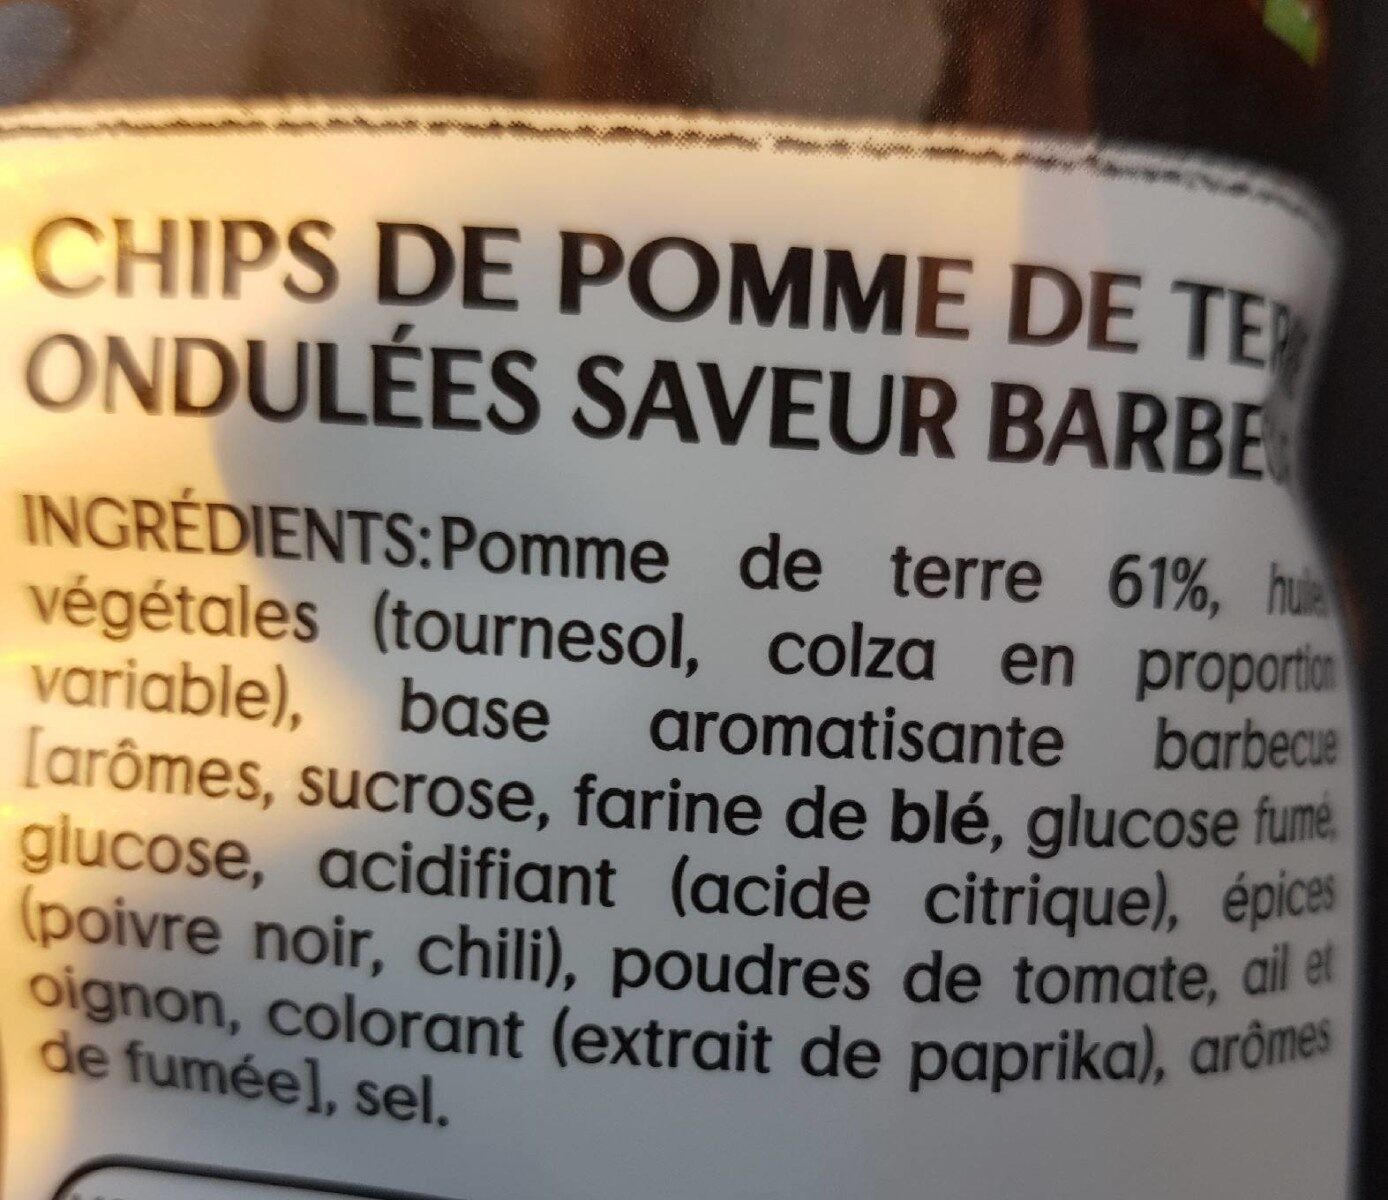 CHIPS DE POMME DE TERRE
ONDULÉES SAVEUR BARBECUE
INGRÉDIENTS: Pomme de terre 61%, huiles
végétales (tournesol, colza en proportion
variable), base aromatisante barbecue
[arômes, sucrose, farine de blé, glucose fumé,
glucose, acidifiant (acide citrique), épices
(poivre noir, chili), poudres de tomate, ail et
oignon, colorant (extrait de paprika), arômes
de fumée], sel.